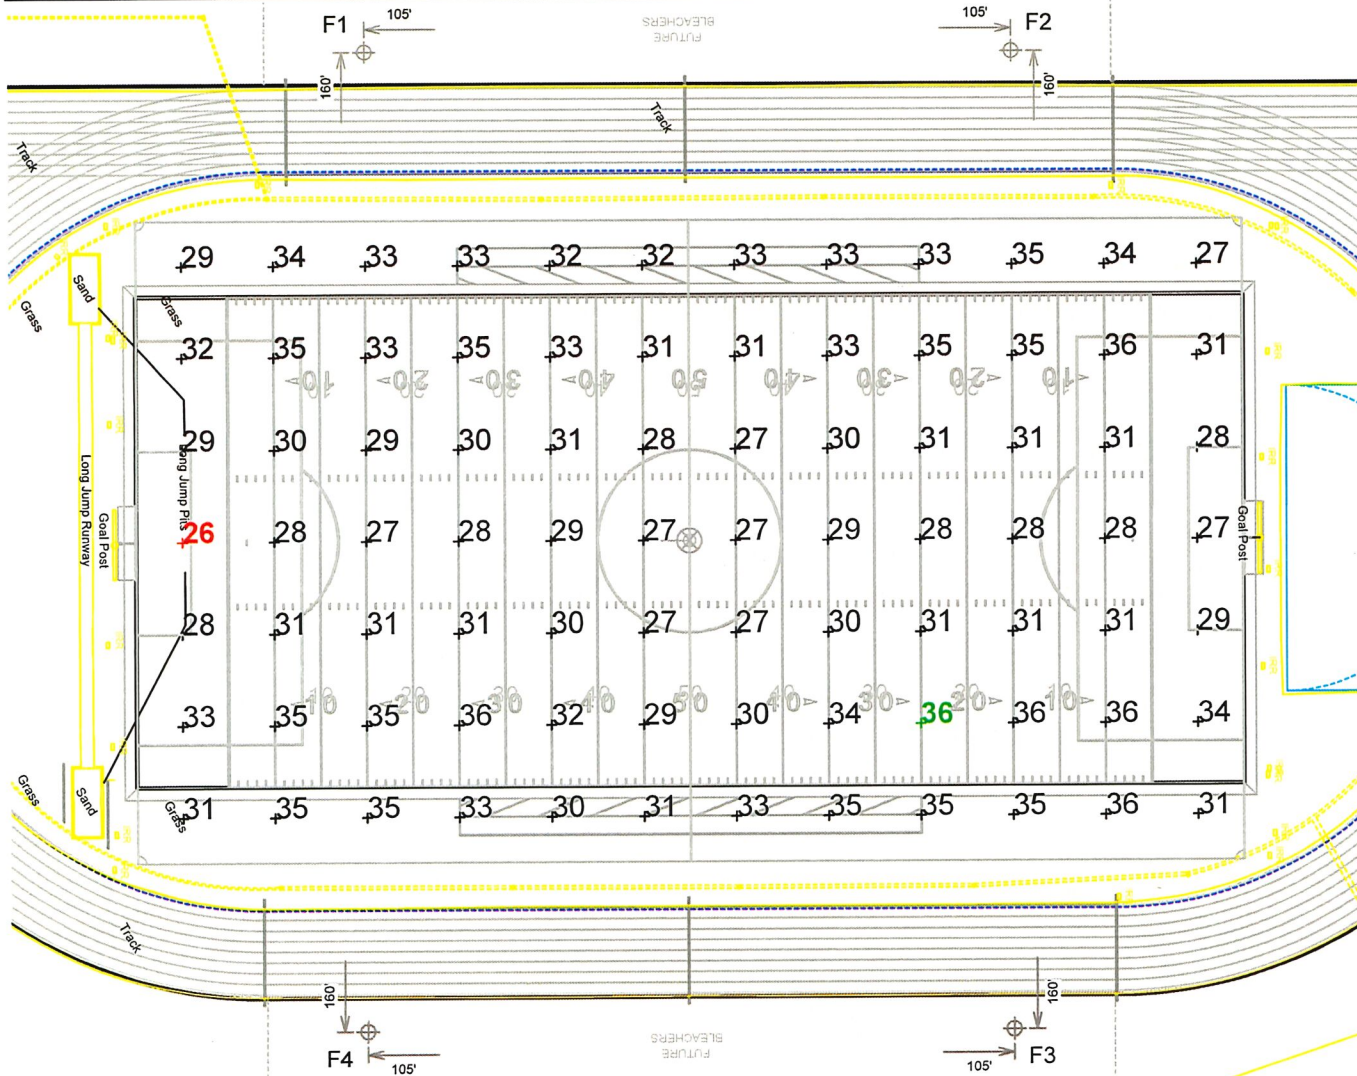 F1
105'
FUTURE
BLEACHERS
105'
F2
160'
160'
Track
Track
29 34 33 33 32 32 33 33 33 35 34 27
Sand
Grass
Grass
32 35 33 35 33 31 31 33 35 35 36 31
10 20 30 40 50 40 30 20 10
29 30 29 30 31 28 27 30 31 31 31 28
Long Jump Runway
Long Jump Pits
Goal Post
Goal Post
26 28 27 28 29 27 27 29 28 28 28 27
28 31 31 31 30 27 27 30 31 31 31 29
10 20 30 40 50 40 30 20 10
33 35 35 36 32 29 30 34 36 36 36 34
Grass
Sand
Grass
31 35 35 33 30 31 33 35 35 35 36 31
Track
160'
160'
F4
105'
FUTURE
BLEACHERS
105'
F3